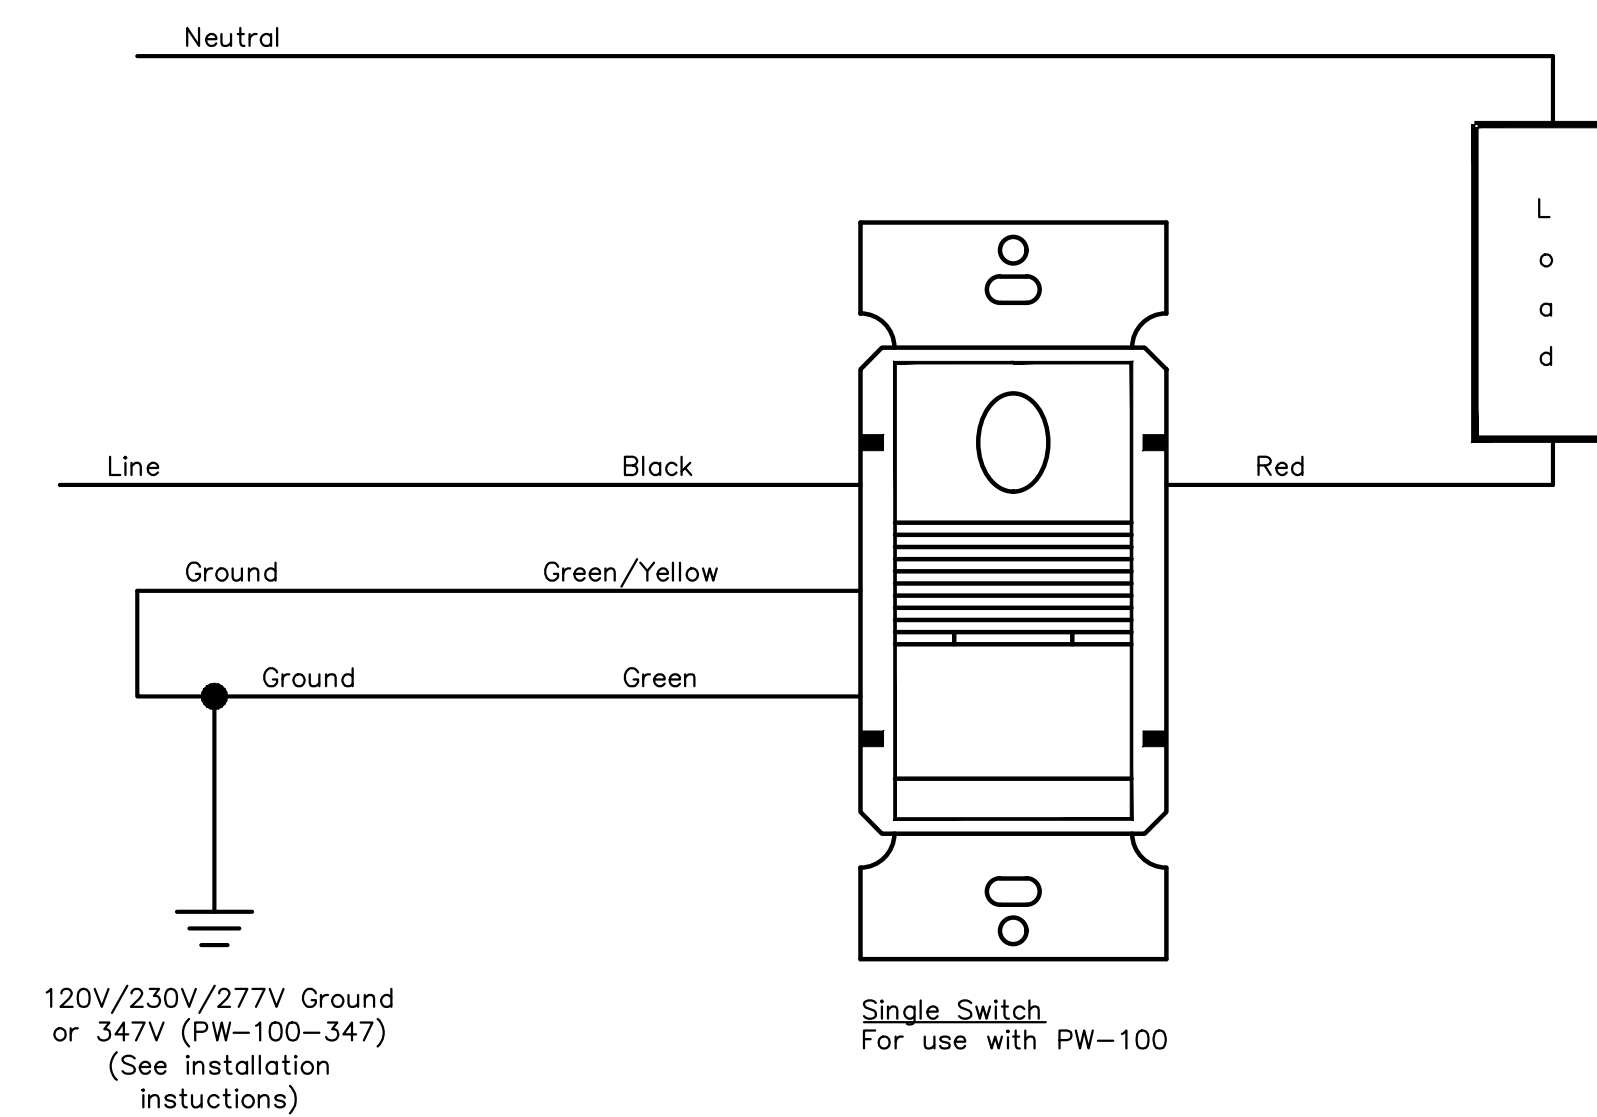 Neutral
L
o
a
d
Line
Black
Red
Ground
Green/Yellow
Ground
Green
120V/230V/277V Ground
or 347V (PW-100-347)
(See installation
instuctions)
Single Switch
For use with PW-100